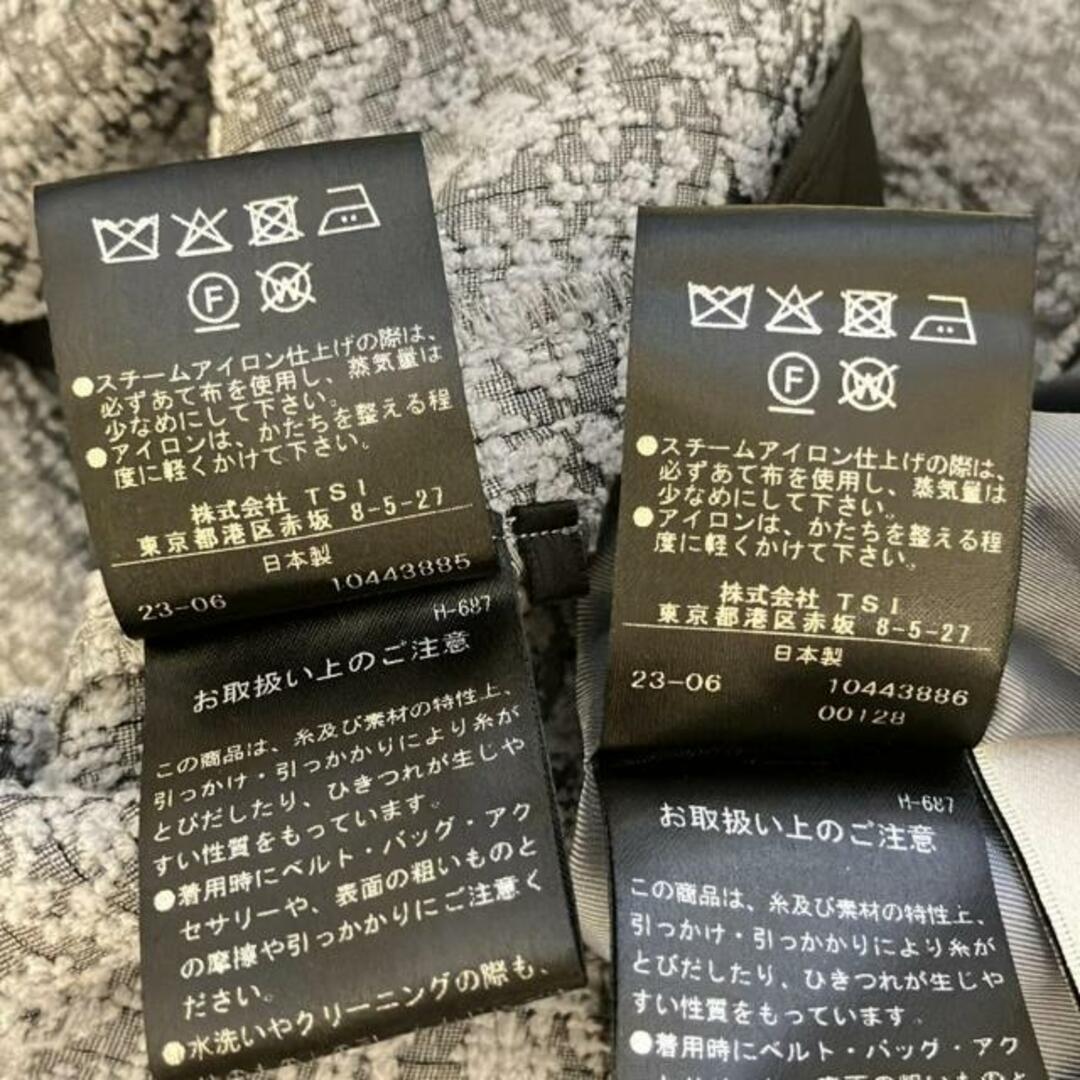 F
W
●スチームアイロン仕上げの際は、
必ずあて布を使用し、蒸気量は
少なめにして下さい。
●アイロンは、かたちを整える程
度に軽くかけて下さい。
株式会社 TSI
東京都港区赤坂 8-5-27
日本製
23-06 10443885
H-687
お取扱い上のご注意
この商品は、糸及び素材の特性上、
引っかけ・引っかかりにより糸が
とびだしたり、ひきつれが生じや
すい性質をもっています。
●着用時にベルト・バッグ・アク
セサリーや、表面の粗いものと
の摩擦や引っかかりにご注意く
ださい。
●水洗いやクリーニングの際も、
F
W
●スチームアイロン仕上げの際は、
必ずあて布を使用し、蒸気量は
少なめにして下さい。
●アイロンは、かたちを整える程
度に軽くかけて下さい。
株式会社 TSI
東京都港区赤坂 8-5-27
日本製
23-06 10443886
00128
H-687
お取扱い上のご注意
この商品は、糸及び素材の特性上、
引っかけ・引っかかりにより糸が
とびだしたり、ひきつれが生じや
すい性質をもっています。
●着用時にベルト・バッグ・アク